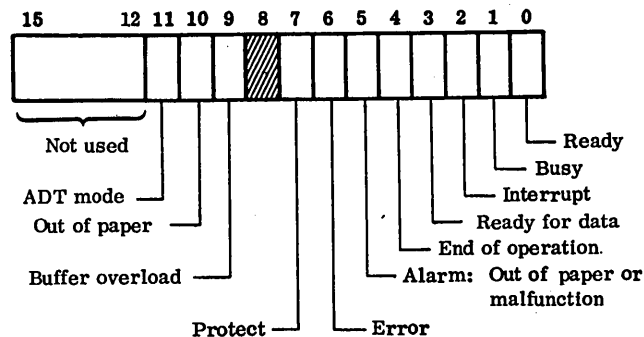 15 12 11 10 9 8 7 6 5 4 3 2 1 0
Not used
Ready
Busy
ADT mode
Interrupt
Out of paper
Ready for data
End of operation.
Buffer overload
Alarm: Out of paper or
malfunction
Protect
Error